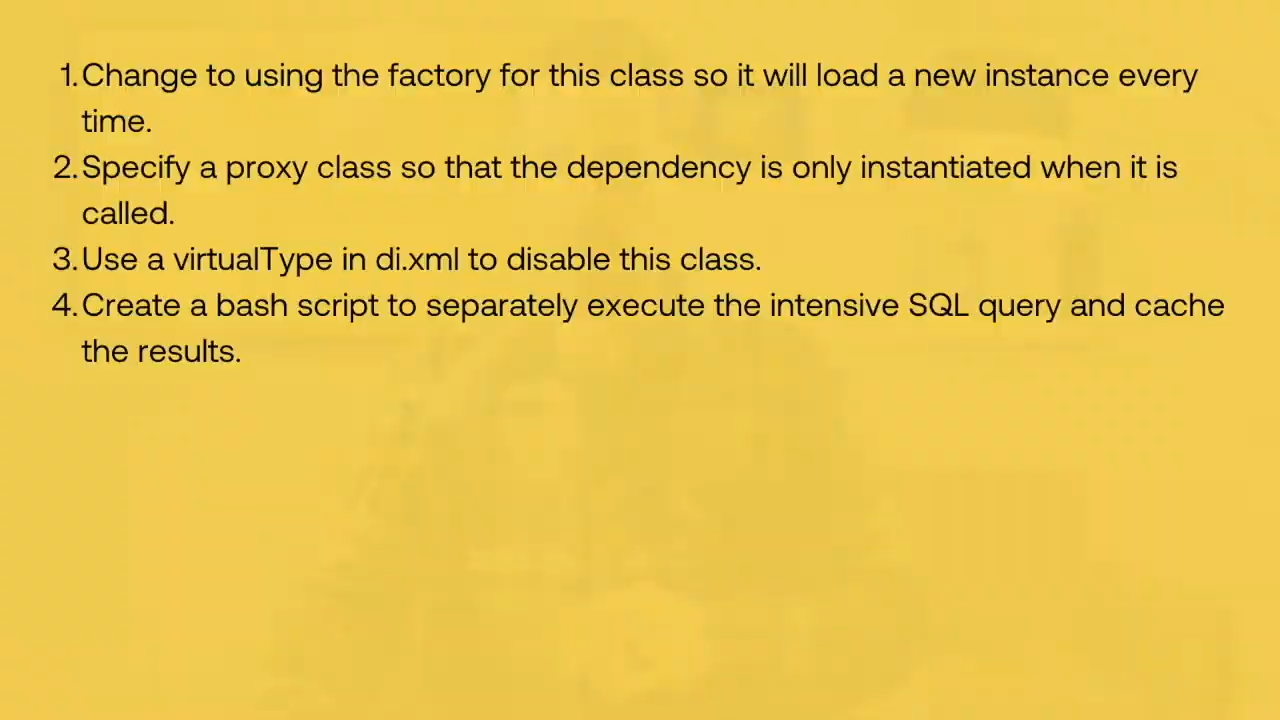 1. Change to using the factory for this class so it will load a new instance every
time.
2. Specify a proxy class so that the dependency is only instantiated when it is
called.
3. Use a virtualType in di.xml to disable this class.
4. Create a bash script to separately execute the intensive SQL query and cache
the results.